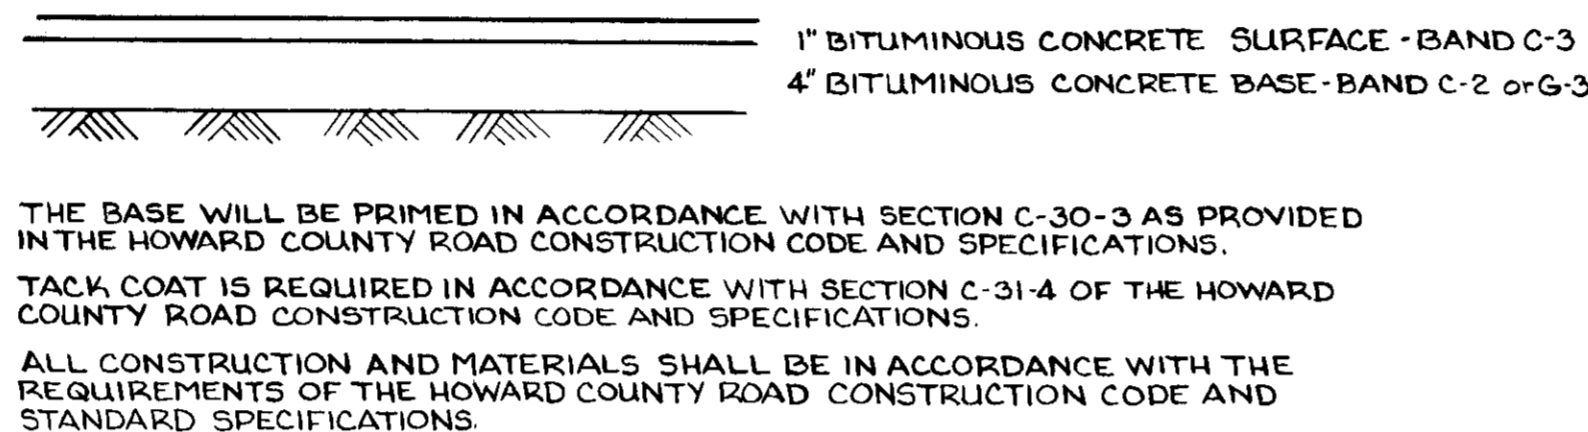 1" BITUMINOUS CONCRETE SURFACE - BAND C-3
4" BITUMINOUS CONCRETE BASE - BAND C-2 or G-3
THE BASE WILL BE PRIMED IN ACCORDANCE WITH SECTION C-30-3 AS PROVIDED
IN THE HOWARD COUNTY ROAD CONSTRUCTION CODE AND SPECIFICATIONS.
TACK COAT IS REQUIRED IN ACCORDANCE WITH SECTION C-31-4 OF THE HOWARD
COUNTY ROAD CONSTRUCTION CODE AND SPECIFICATIONS.
ALL CONSTRUCTION AND MATERIALS SHALL BE IN ACCORDANCE WITH THE
REQUIREMENTS OF THE HOWARD COUNTY ROAD CONSTRUCTION CODE AND
STANDARD SPECIFICATIONS.